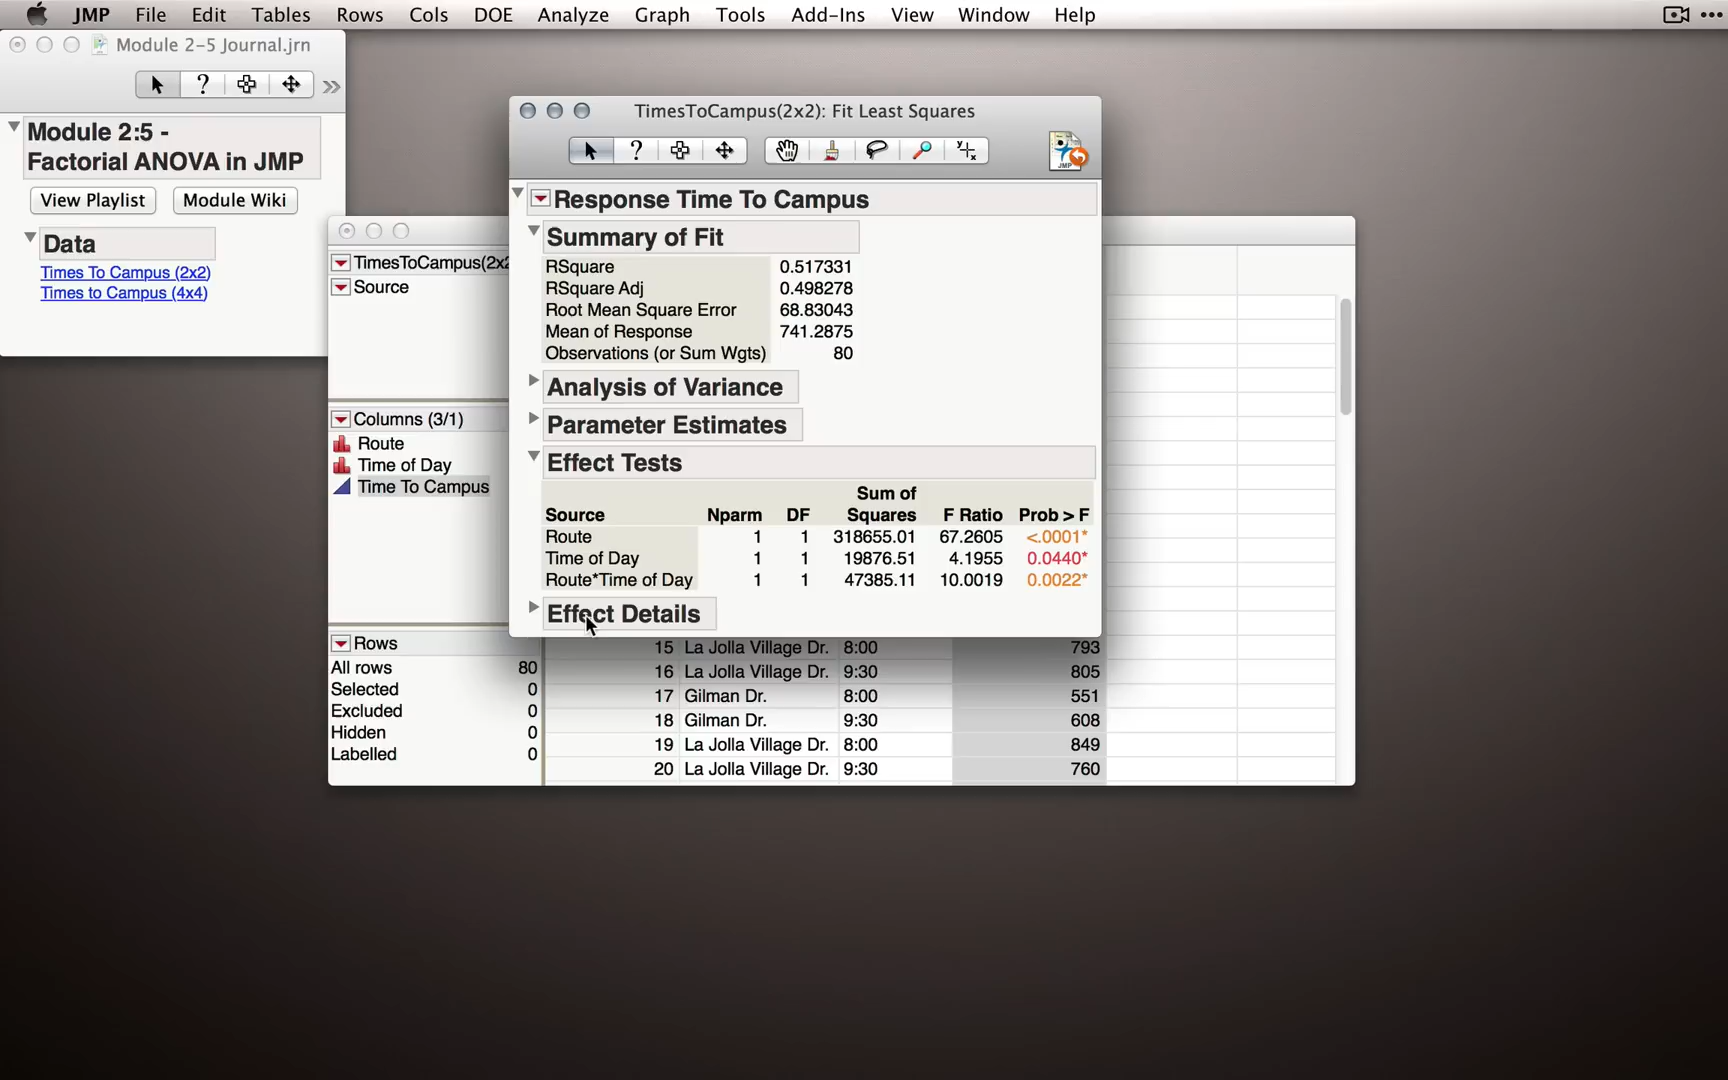 JMP File Edit Tables Rows Cols DOE Analyze Graph Tools Add-Ins View Window Help
Module 2-5 Journal.jrn
Module 2:5 -
Factorial ANOVA in JMP
View Playlist Module Wiki
Data
Times To Campus (2x2)
Times to Campus (4x4)
TimesToCampus(2x2
Source
Columns (3/1)
Route
Time of Day
Time To Campus
Rows
All rows 80
Selected 0
Excluded 0
Hidden 0
Labelled 0
TimesToCampus(2x2): Fit Least Squares
JMP
Response Time To Campus
Summary of Fit
RSquare 0.517331
RSquare Adj 0.498278
Root Mean Square Error 68.83043
Mean of Response 741.2875
Observations (or Sum Wgts) 80
Analysis of Variance
Parameter Estimates
Effect Tests
Sum of
Source Nparm DF Squares F Ratio Prob > F
Route 1 1 318655.01 67.2605 <.0001*
Time of Day 1 1 19876.51 4.1955 0.0440*
Route*Time of Day 1 1 47385.11 10.0019 0.0022*
Effect Details
15 La Jolla Village Dr. 8:00 793
16 La Jolla Village Dr. 9:30 805
17 Gilman Dr. 8:00 551
18 Gilman Dr. 9:30 608
19 La Jolla Village Dr. 8:00 849
20 La Jolla Village Dr. 9:30 760